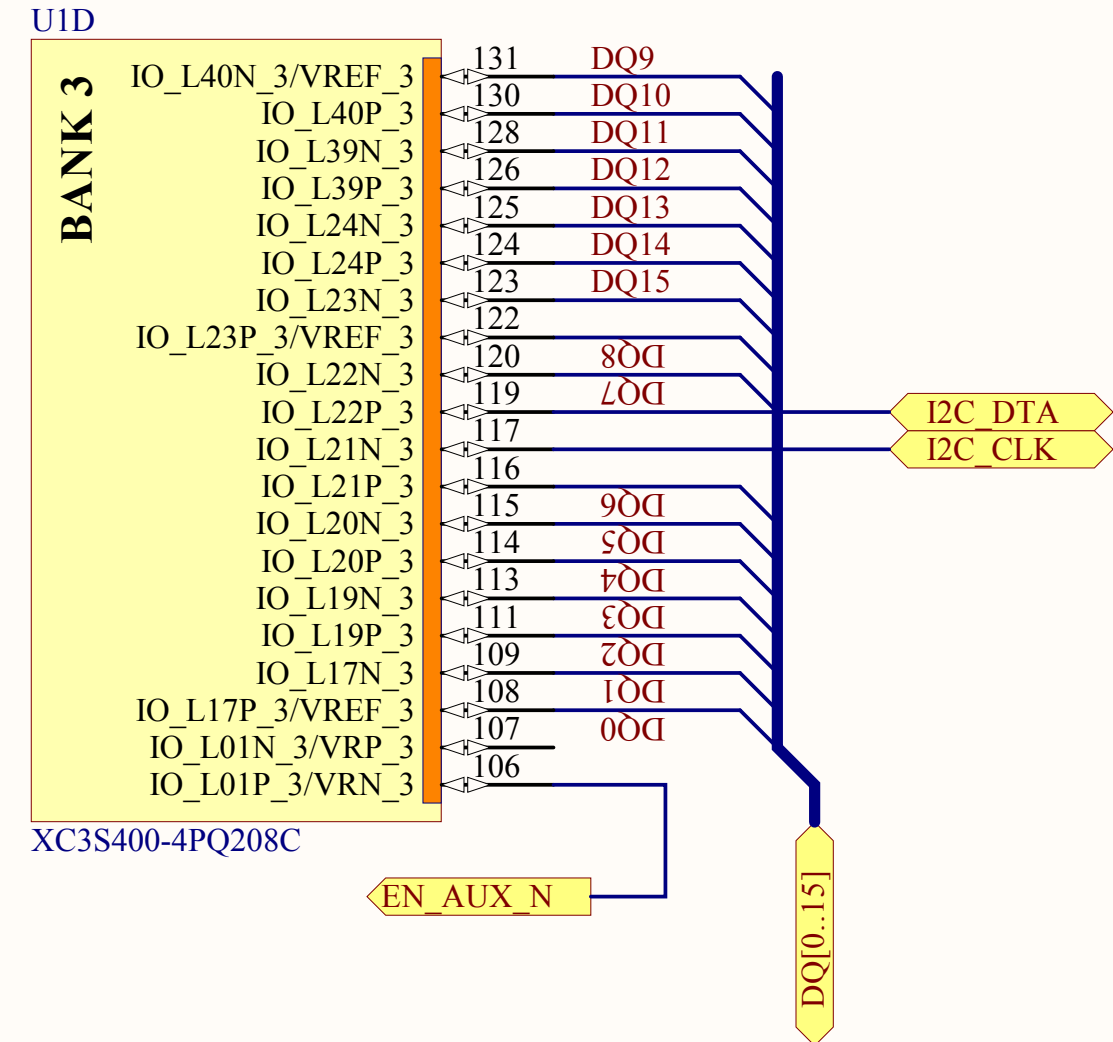 U1D
BANK 3
IO_L40N_3/VREF_3 131 DQ9
IO_L40P_3 130 DQ10
IO_L39N_3 128 DQ11
IO_L39P_3 126 DQ12
IO_L24N_3 125 DQ13
IO_L24P_3 124 DQ14
IO_L23N_3 123 DQ15
IO_L23P_3/VREF_3 122 DQ8
IO_L22N_3 120 DQ7
IO_L22P_3 119 I2C_DTA
IO_L21N_3 117 I2C_CLK
IO_L21P_3 116 DQ6
IO_L20N_3 115 DQ5
IO_L20P_3 114 DQ4
IO_L19N_3 113 DQ3
IO_L19P_3 111 DQ2
IO_L17N_3 109 DQ1
IO_L17P_3/VREF_3 108 DQ0
IO_L01N_3/VRP_3 107
IO_L01P_3/VRN_3 106
XC3S400-4PQ208C
EN_AUX_N
DQ[0..15]